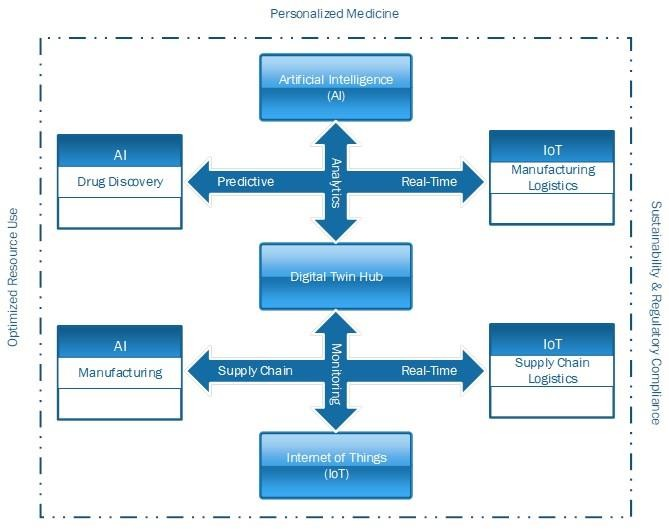 Personalized Medicine
Artificial Intelligence
(AI)
AI
Drug Discovery
Predictive
Analytics
Real-Time
IoT
Manufacturing
Logistics
Optimized Resource Use
Digital Twin Hub
Sustainability & Regulatory Compliance
AI
Manufacturing
Supply Chain
Monitoring
Real-Time
IoT
Supply Chain
Logistics
Internet of Things
(IoT)